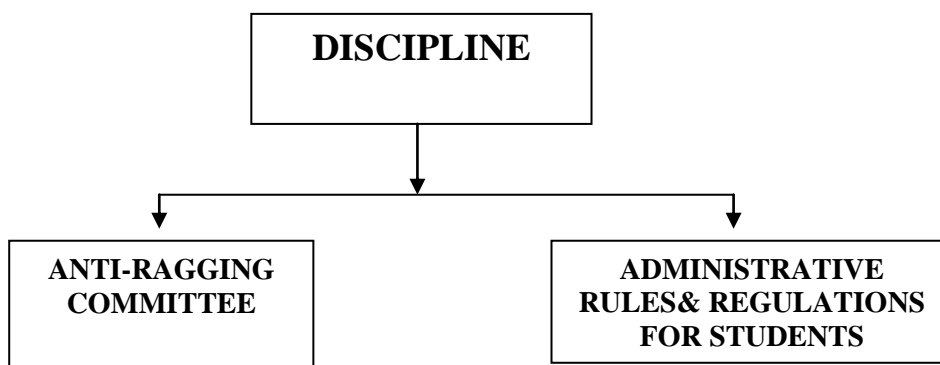 DISCIPLINE
ANTI-RAGGING
COMMITTEE
ADMINISTRATIVE
RULES& REGULATIONS
FOR STUDENTS